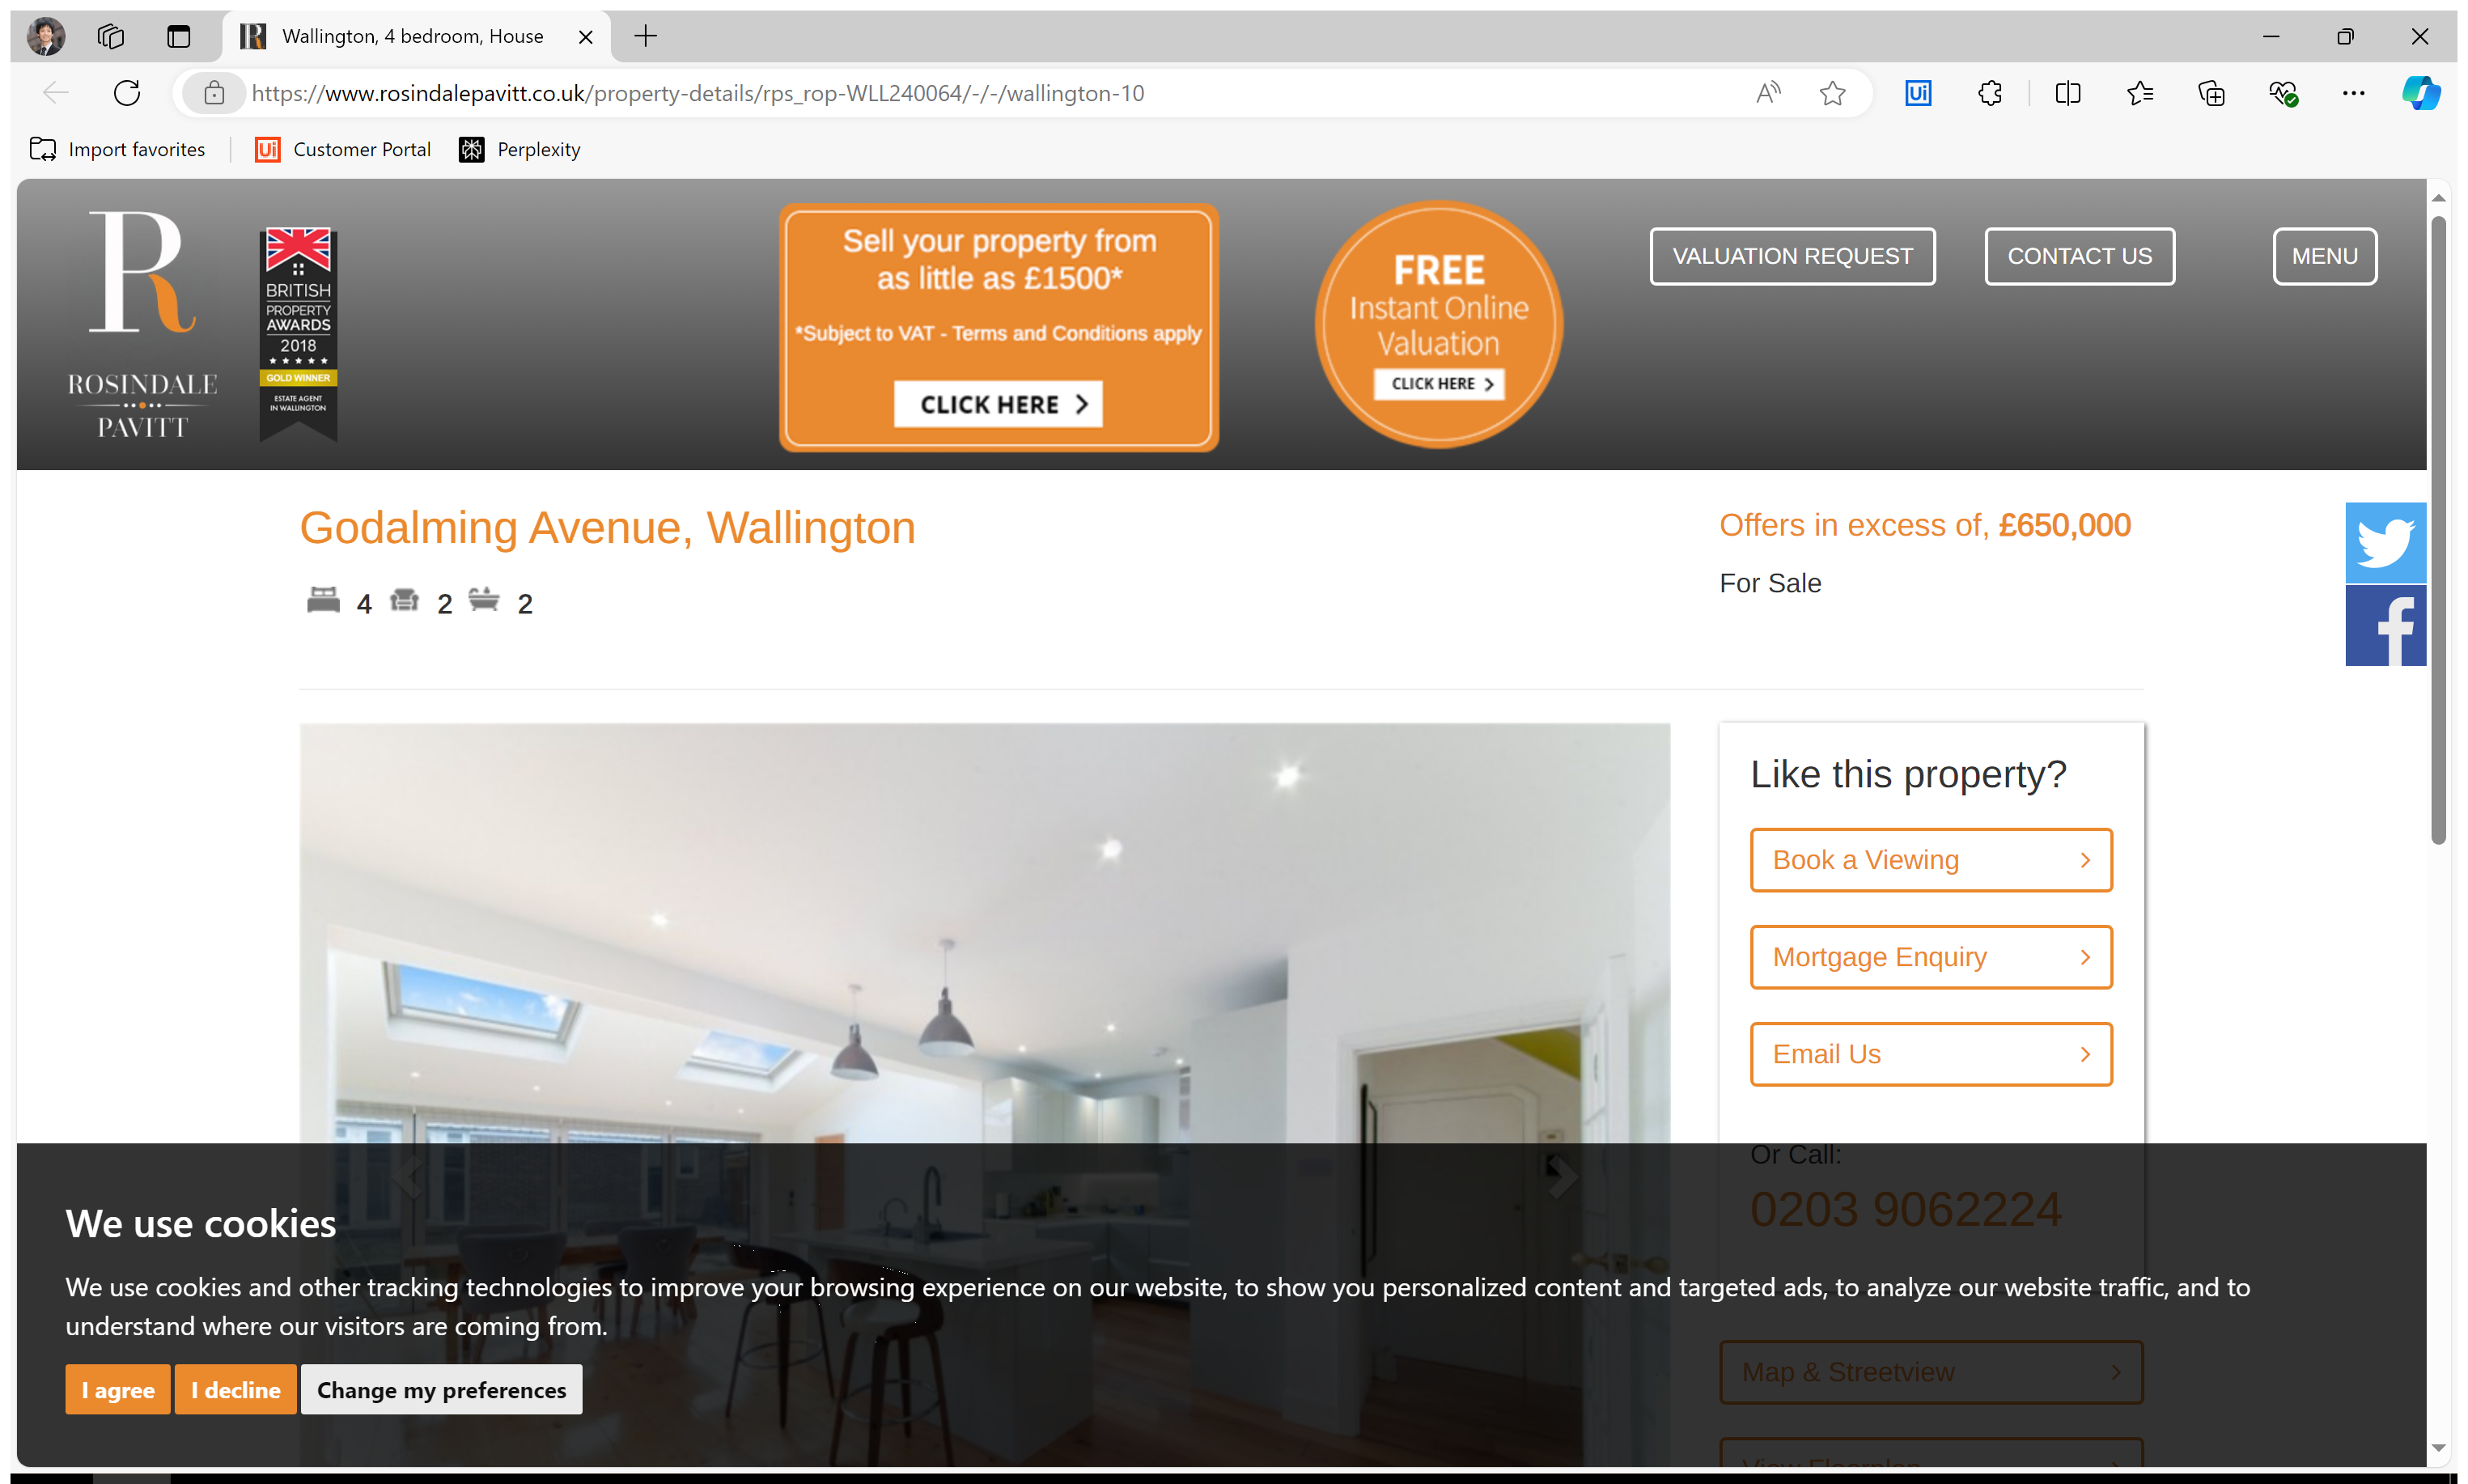 Wallington, 4 bedroom, House
https://www.rosindalepavitt.co.uk/property-details/rps_rop-WLL240064/-/-/wallington-10
Import favorites
Customer Portal
Perplexity
R
ROSINDALE
PAVITT
BRITISH
PROPERTY
AWARDS
2018
GOLD WINNER
ESTATE AGENT
IN WALLINGTON
Sell your property from
as little as £1500*
*Subject to VAT - Terms and Conditions apply
CLICK HERE
FREE
Instant Online
Valuation
CLICK HERE
VALUATION REQUEST
CONTACT US
MENU
Godalming Avenue, Wallington
Offers in excess of, £650,000
4 2 2
For Sale
Like this property?
Book a Viewing
Mortgage Enquiry
Email Us
Or Call:
0203 9062224
We use cookies
We use cookies and other tracking technologies to improve your browsing experience on our website, to show you personalized content and targeted ads, to analyze our website traffic, and to
understand where our visitors are coming from.
Map & Streetview
I agree
I decline
Change my preferences
View Floorplan